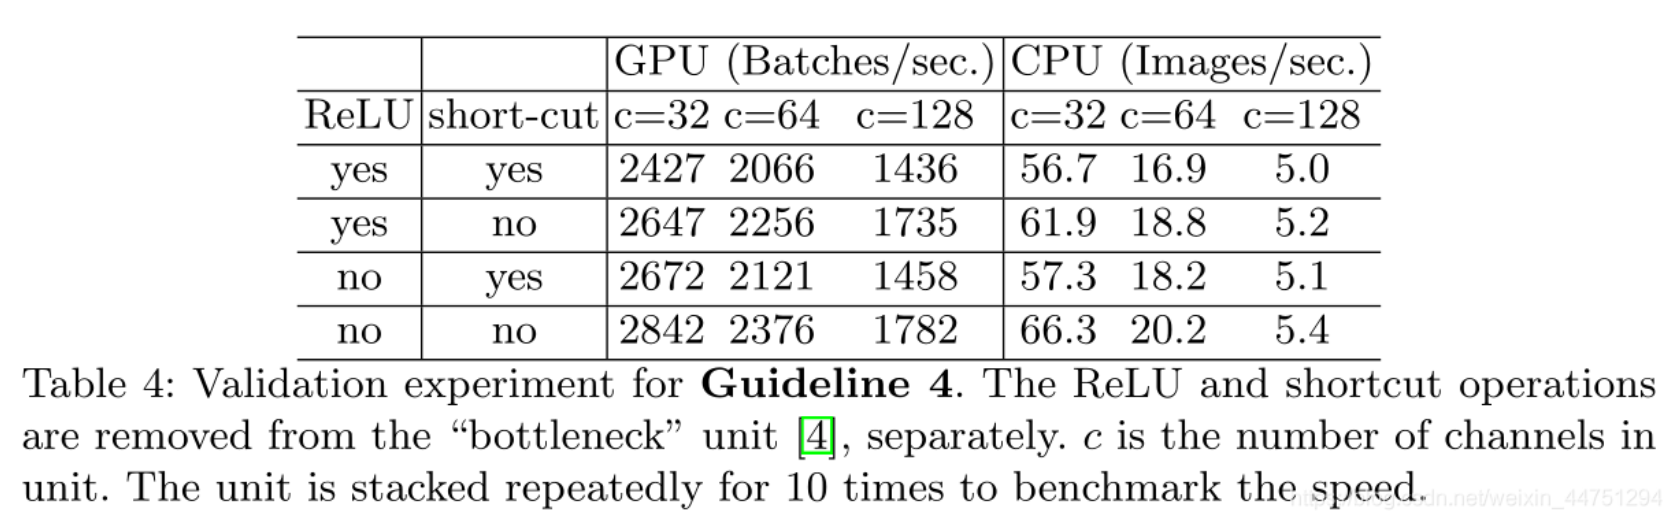 GPU (Batches/sec.) CPU (Images/sec.)
ReLU short-cut c=32 c=64 c=128 c=32 c=64 c=128
yes yes 2427 2066 1436 56.7 16.9 5.0
yes no 2647 2256 1735 61.9 18.8 5.2
no yes 2672 2121 1458 57.3 18.2 5.1
no no 2842 2376 1782 66.3 20.2 5.4
Table 4: Validation experiment for Guideline 4. The ReLU and shortcut operations
are removed from the “bottleneck” unit [4], separately. c is the number of channels in
unit. The unit is stacked repeatedly for 10 times to benchmark the speed.
https://blog.csdn.net/weixin_44751294